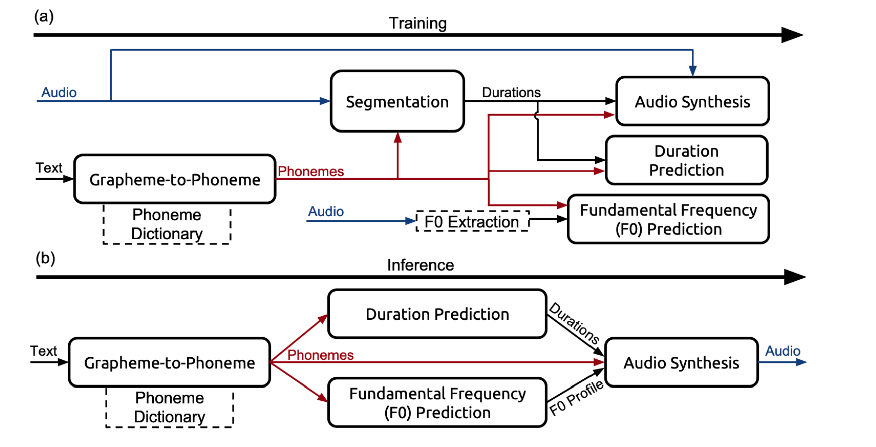 (a)
Training
Audio
Segmentation
Durations
Audio Synthesis
Text
Grapheme-to-Phoneme
Phonemes
Duration
Prediction
Phoneme
Dictionary
Audio
F0 Extraction
Fundamental Frequency
(F0) Prediction
(b)
Inference
Duration Prediction
Durations
Text
Grapheme-to-Phoneme
Phonemes
Audio Synthesis
Audio
Phoneme
Dictionary
Fundamental Frequency
(F0) Prediction
F0 Profile